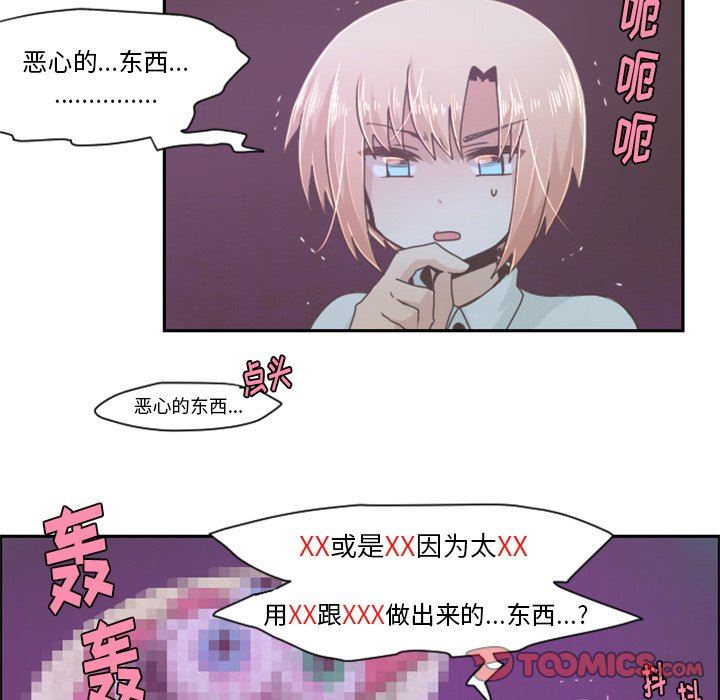 恶心的...东西...
...............
呃
呃
呃
点头
恶心的东西...
轰
轰
XX或是XX因为太XX
用XX跟XXX做出来的...东西...?
抖
抖
TOOMICS.com